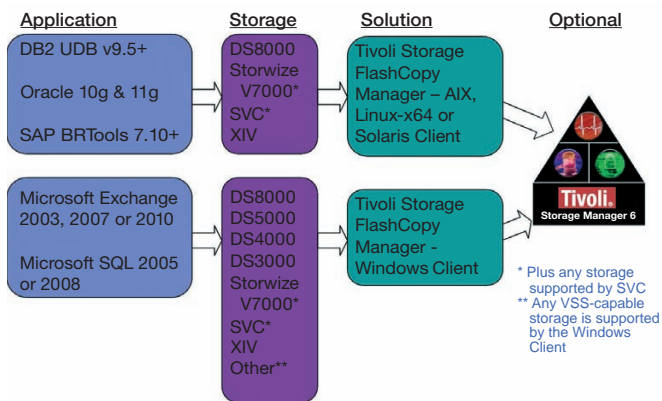 Application
Storage
Solution
Optional
DB2 UDB v9.5+
Oracle 10g & 11g
SAP BRTools 7.10+
DS8000
Storwize
V7000*
SVC*
XIV
Tivoli Storage
FlashCopy
Manager – AIX,
Linux-x64 or
Solaris Client
Microsoft Exchange
2003, 2007 or 2010
Microsoft SQL 2005
or 2008
DS8000
DS5000
DS4000
DS3000
Storwize
V7000*
SVC*
XIV
Other**
Tivoli Storage
FlashCopy
Manager -
Windows Client
Tivoli.
Storage Manager 6
* Plus any storage
supported by SVC
** Any VSS-capable
storage is supported
by the Windows
Client